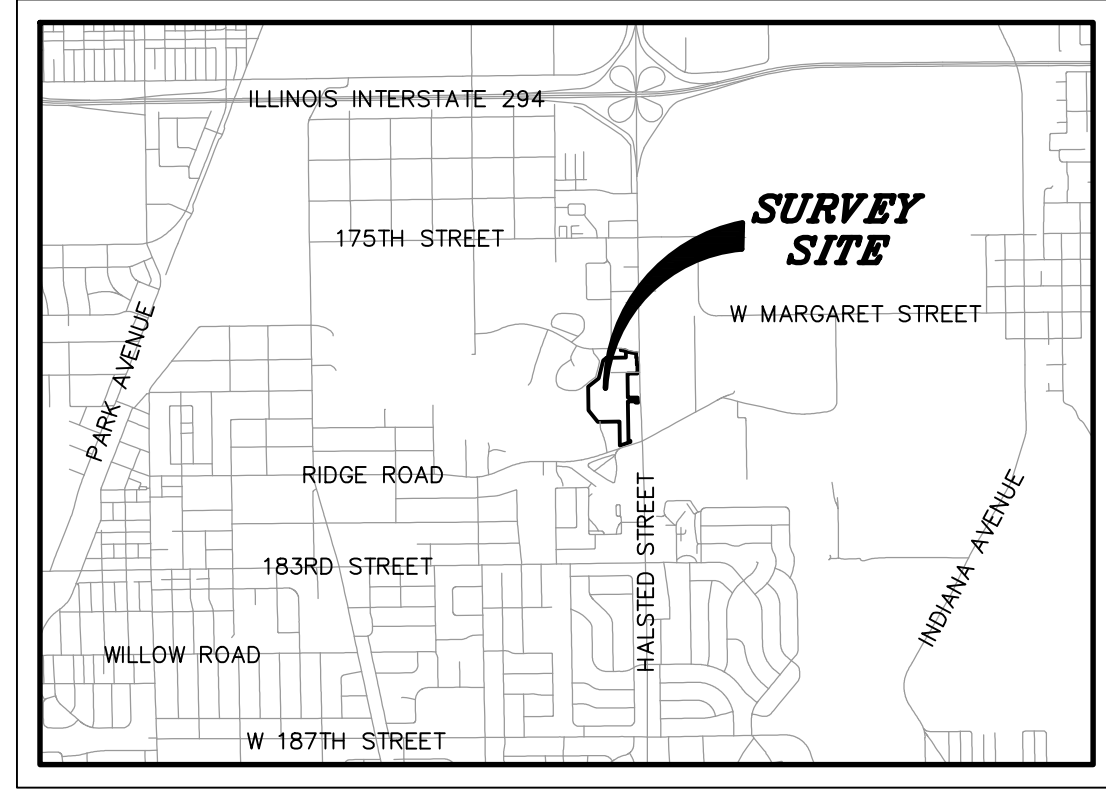 ILLINOIS INTERSTATE 294
SURVEY
SITE
175TH STREET
W MARGARET STREET
PARK AVENUE
RIDGE ROAD
HALSTED STREET
INDIANA AVENUE
183RD STREET
WILLOW ROAD
W 187TH STREET